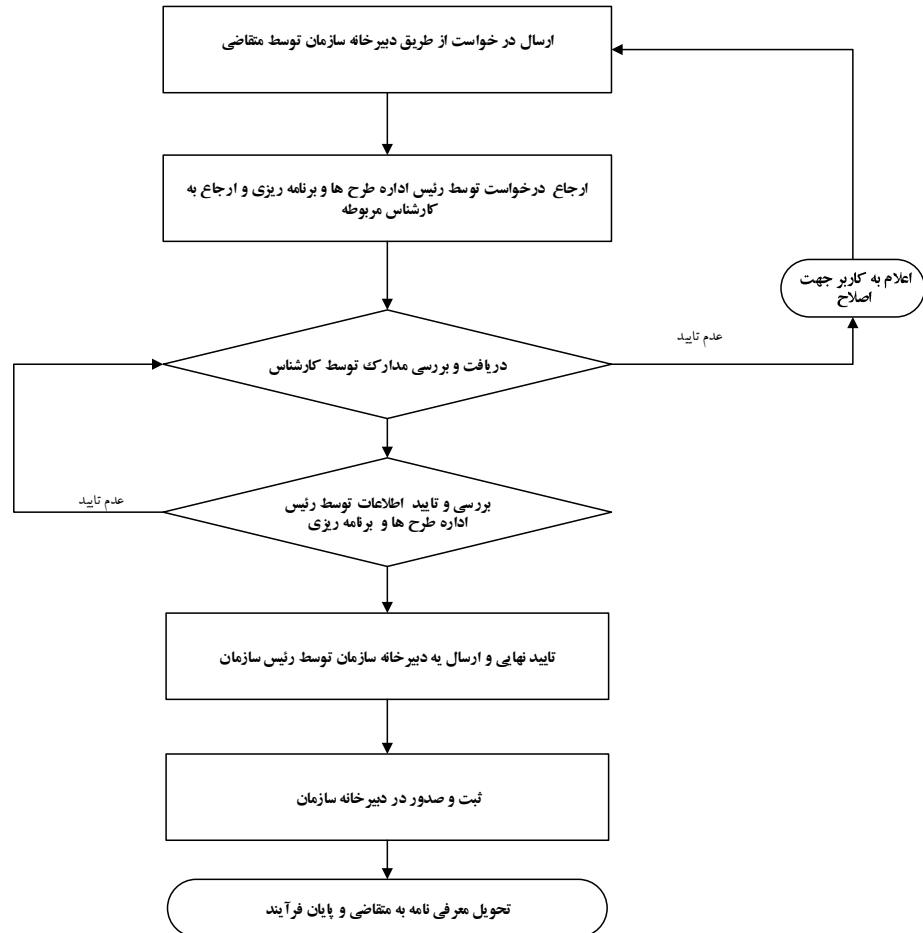 ارسال در خواست از طریق دبیرخانه سازمان توسط متقاضی
ارجاع درخواست توسط رئیس اداره طرح ها و برنامه ریزی و ارجاع به
کارشناس مربوطه
اعلام به کاربر جهت
اصلاح
عدم تایید
دریافت و بررسی مدارک توسط کارشناس
عدم تایید
بررسی و تایید اطلاعات توسط رئیس
اداره طرح ها و برنامه ریزی
تایید نهایی و ارسال یه دبیرخانه سازمان توسط رئیس سازمان
ثبت و صدور در دبیرخانه سازمان
تحویل معرفی نامه به متقاضی و پایان فرآیند